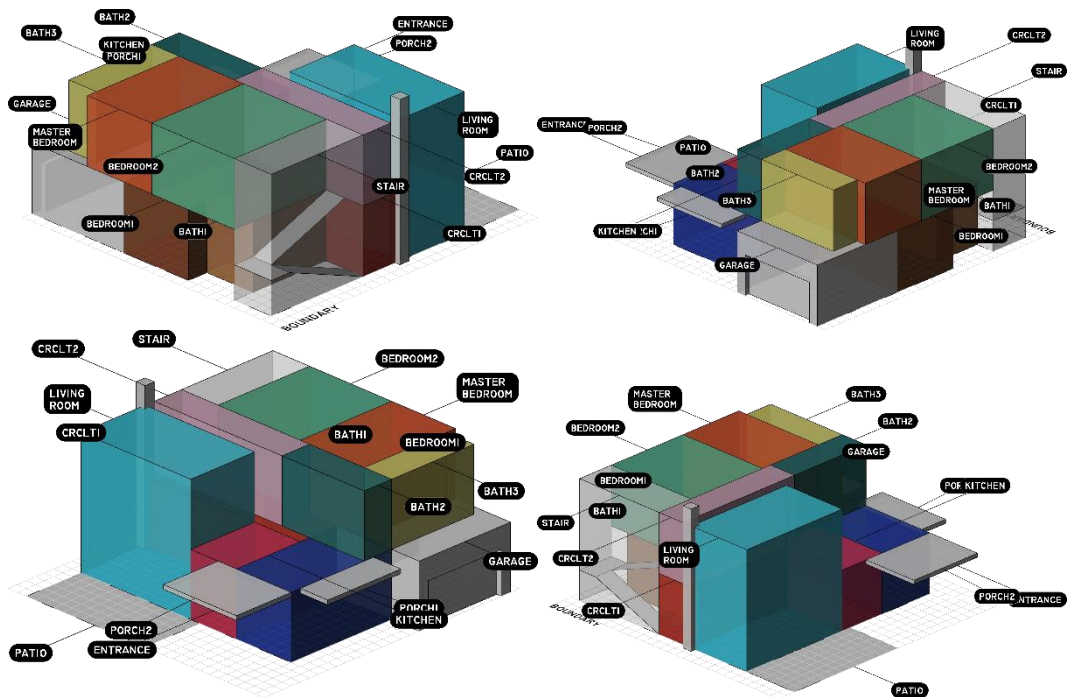 BATH2
ENTRANCE
BATH3
KITCHEN
PORCH1
PORCH2
GARAGE
MASTER
BEDROOM
LIVING
ROOM
BEDROOM2
PATIO
STAIR
CRCLT2
BEDROOM1
BATH1
CRCLT1
BOUNDARY
LIVING
ROOM
CRCLT2
STAIR
CRCLT1
ENTRANCE
PORCH2
PATIO
BATH2
BEDROOM2
MASTER
BEDROOM
BATH3
BATH1
KITCHEN
BEDROOM1
GARAGE
STAIR
CRCLT2
BEDROOM2
LIVING
ROOM
MASTER
BEDROOM
CRCLT1
BATH1
BEDROOM1
BATH3
BATH2
GARAGE
PORCH1
KITCHEN
PORCH2
ENTRANCE
PATIO
MASTER
BEDROOM
BATH3
BEDROOM2
BATH2
GARAGE
BEDROOM1
KITCHEN
BATH1
STAIR
CRCLT2
LIVING
ROOM
CRCLT1
PORCH2
ENTRANCE
BOUNDARY
PATIO